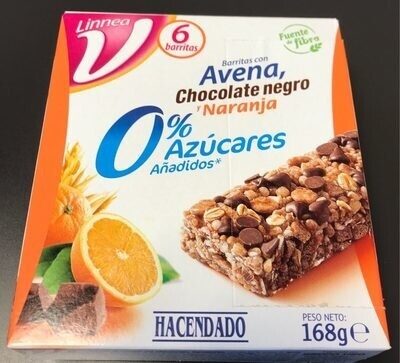 Linnea
V
6
barritas
Fuente
de fibra
Barritas con
Avena,
Chocolate negro
y Naranja
0%
Azúcares
Añadidos*
HACENDADO
PESO NETO:
168g℮